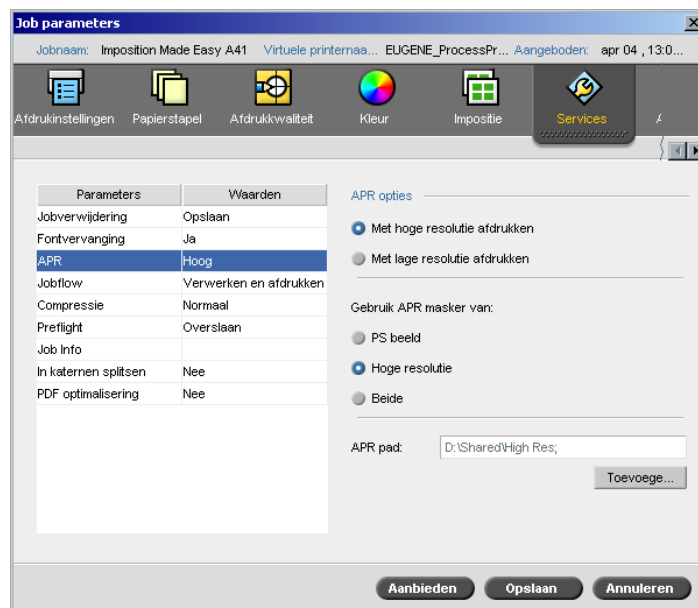 Job parameters
Jobnaam: Imposition Made Easy A41 Virtuele printernaa... EUGENE_ProcessPr... Aangeboden: apr 04 , 13:0...
Afdrukinstellingen Papierstapel Afdrukkwaliteit Kleur Impositie Services
Parameters Waarden
Jobverwijdering Opslaan
Fontvervanging Ja
APR Hoog
Jobflow Verwerken en afdrukken
Compressie Normaal
Preflight Overslaan
Job Info
In katernen splitsen Nee
PDF optimalisering Nee
APR opties
Met hoge resolutie afdrukken
Met lage resolutie afdrukken
Gebruik APR masker van:
PS beeld
Hoge resolutie
Beide
APR pad: D:\Shared\High Res;
Toevoege...
Aanbieden Opslaan Annuleren